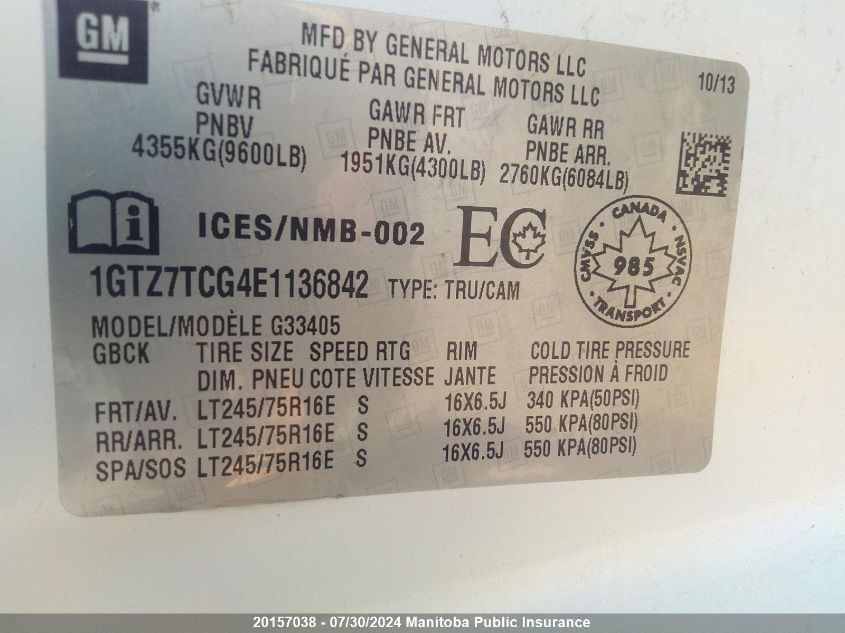 GM
MFD BY GENERAL MOTORS LLC
FABRIQUÉ PAR GENERAL MOTORS LLC
10/13
GVWR GAWR FRT GAWR RR
PNBV PNBE AV. PNBE ARR.
4355KG(9600LB) 1951KG(4300LB) 2760KG(6084LB)
i ICES/NMB-002 EC
CANADA
CMVSS 985 NSVAC
TRANSPORT
1GTZ7TCG4E1136842 TYPE: TRU/CAM
MODEL/MODÈLE G33405
GBCK TIRE SIZE SPEED RTG RIM COLD TIRE PRESSURE
DIM. PNEU COTE VITESSE JANTE PRESSION À FROID
FRT/AV. LT245/75R16E S 16X6.5J 340 KPA(50PSI)
RR/ARR. LT245/75R16E S 16X6.5J 550 KPA(80PSI)
SPA/SOS LT245/75R16E S 16X6.5J 550 KPA(80PSI)
20157038 - 07/30/2024 Manitoba Public Insurance